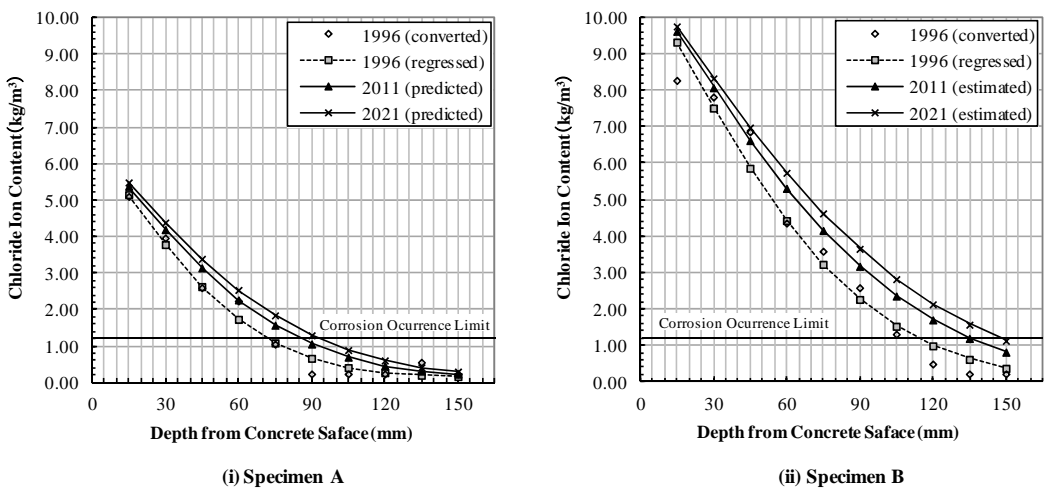 10.00
9.00
8.00
7.00
6.00
5.00
4.00
3.00
2.00
1.00
0.00
Chloride Ion Content(kg/m³)
1996 (converted)
1996 (regressed)
2011 (predicted)
2021 (predicted)
Corrosion Ocurrence Limit
0 30 60 90 120 150
Depth from Concrete Saface(mm)
(i) Specimen A
10.00
9.00
8.00
7.00
6.00
5.00
4.00
3.00
2.00
1.00
0.00
Chloride Ion Content(kg/m³)
1996 (converted)
1996 (regressed)
2011 (estimated)
2021 (estimated)
Corrosion Ocurrence Limit
0 30 60 90 120 150
Depth from Concrete Saface(mm)
(ii) Specimen B